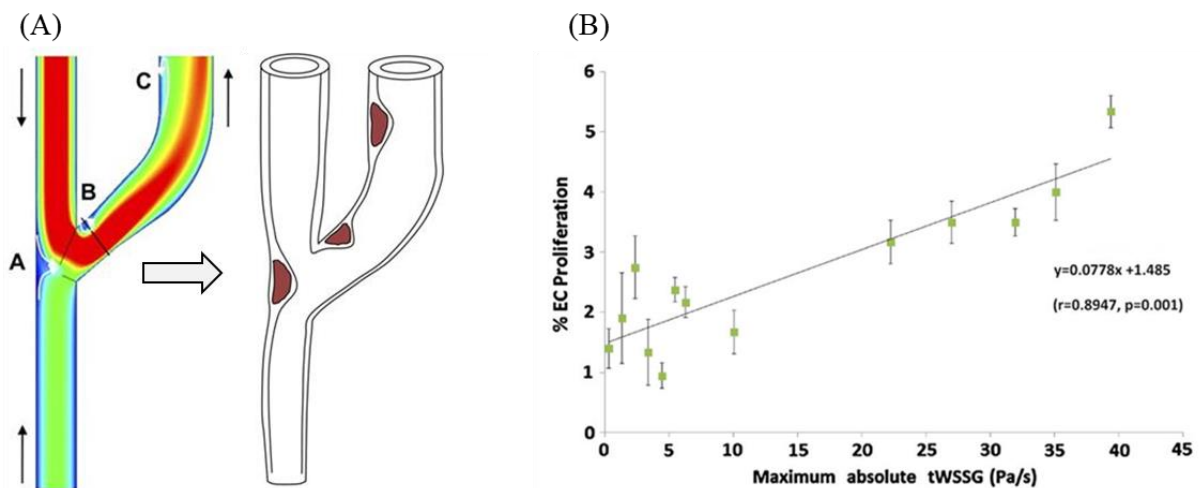 (A)
C
B
A
(B)
6
5
4
3
2
1
0
% EC Proliferation
y=0.0778x +1.485
(r=0.8947, p=0.001)
0 5 10 15 20 25 30 35 40 45
Maximum absolute tWSSG (Pa/s)